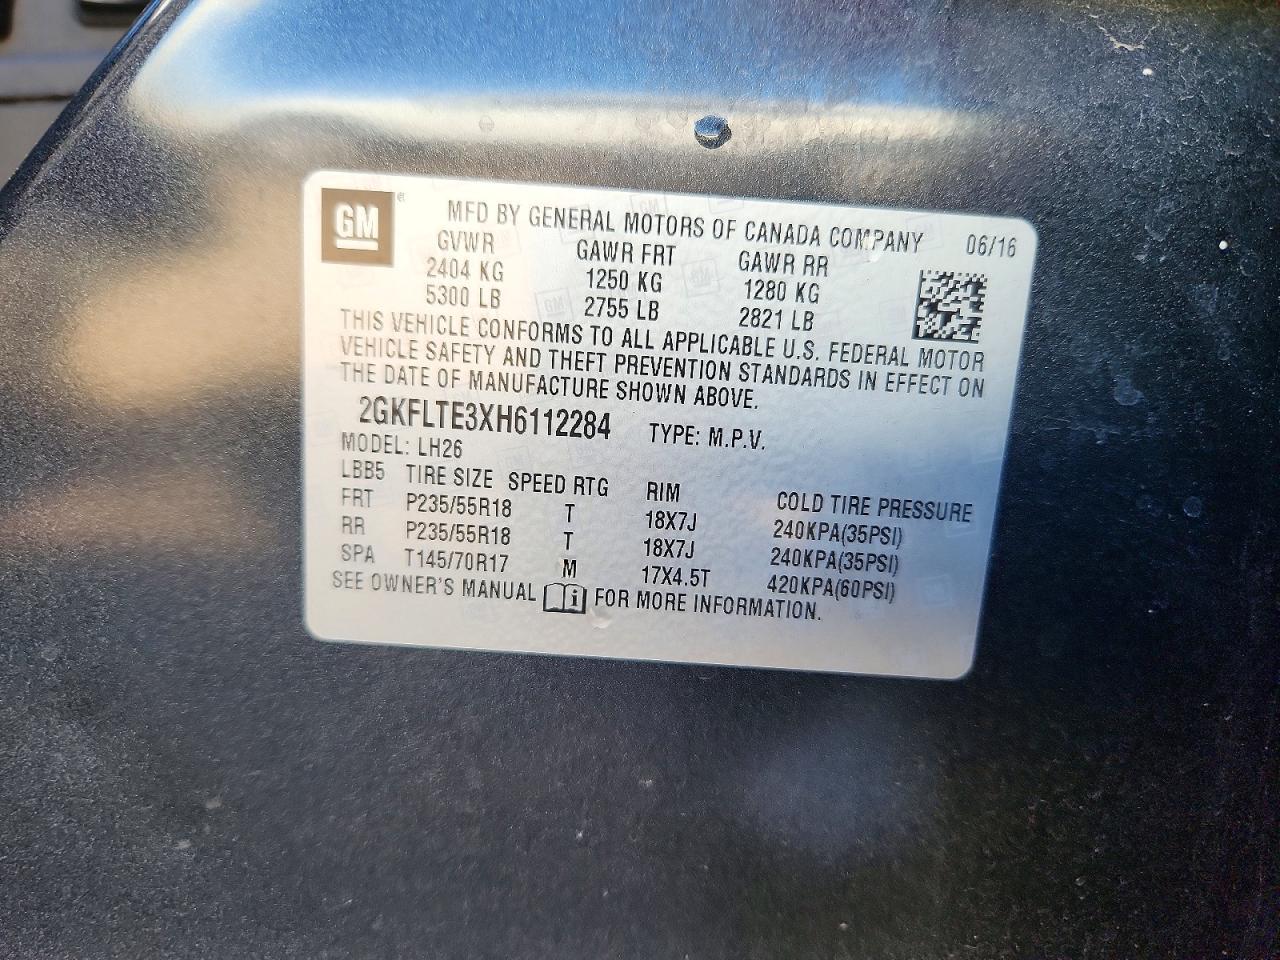 GM ®
MFD BY GENERAL MOTORS OF CANADA COMPANY 06/16
GVWR GAWR FRT GAWR RR
2404 KG 1250 KG 1280 KG
5300 LB 2755 LB 2821 LB
THIS VEHICLE CONFORMS TO ALL APPLICABLE U.S. FEDERAL MOTOR
VEHICLE SAFETY AND THEFT PREVENTION STANDARDS IN EFFECT ON
THE DATE OF MANUFACTURE SHOWN ABOVE.
2GKFLTE3XH6112284 TYPE: M.P.V.
MODEL: LH26
LBB5 TIRE SIZE SPEED RTG RIM COLD TIRE PRESSURE
FRT P235/55R18 T 18X7J 240KPA(35PSI)
RR P235/55R18 T 18X7J 240KPA(35PSI)
SPA T145/70R17 M 17X4.5T 420KPA(60PSI)
SEE OWNER'S MANUAL i FOR MORE INFORMATION.